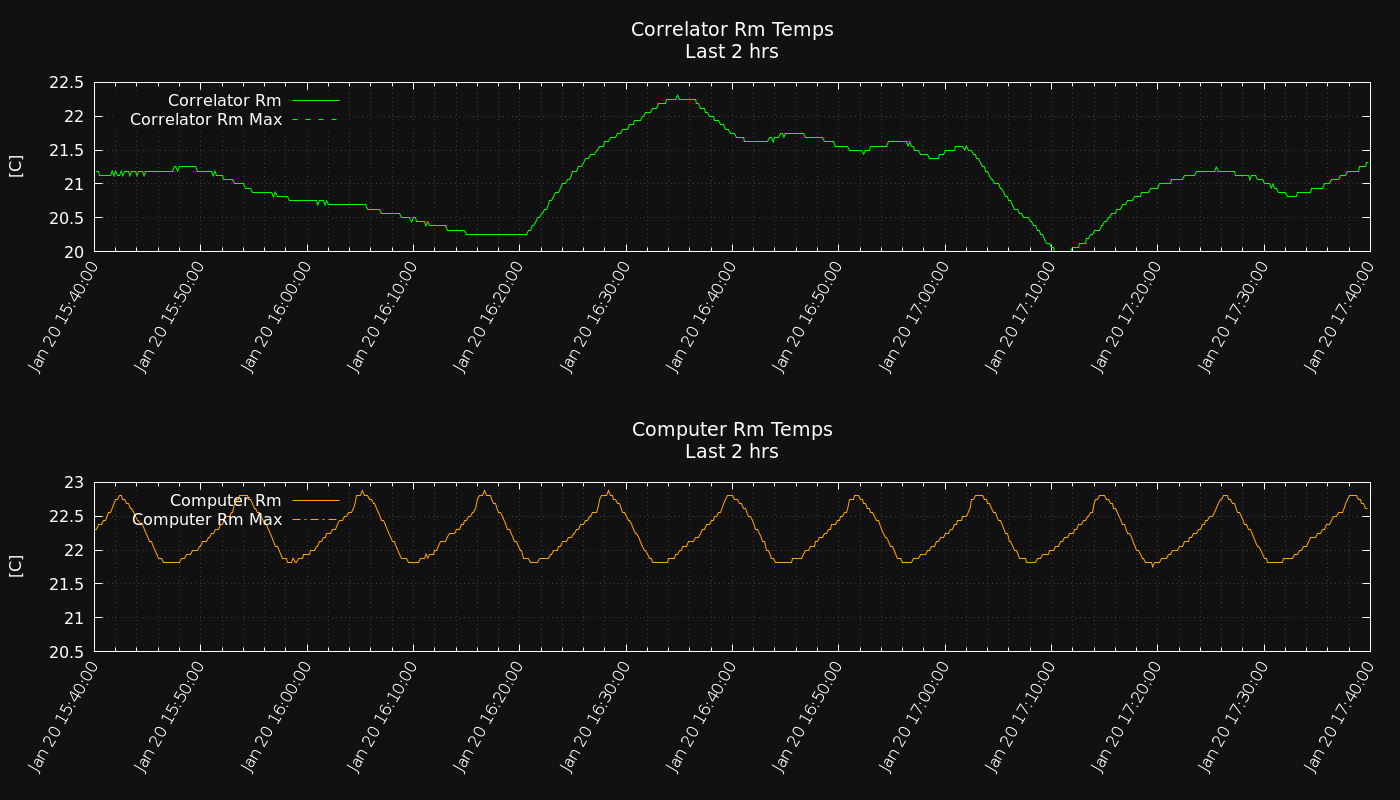 Correlator Rm Temps
Last 2 hrs
22.5
22
21.5
21
20.5
20
[C]
Correlator Rm
Correlator Rm Max
Jan 20 15:40:00
Jan 20 15:50:00
Jan 20 16:00:00
Jan 20 16:10:00
Jan 20 16:20:00
Jan 20 16:30:00
Jan 20 16:40:00
Jan 20 16:50:00
Jan 20 17:00:00
Jan 20 17:10:00
Jan 20 17:20:00
Jan 20 17:30:00
Jan 20 17:40:00
Computer Rm Temps
Last 2 hrs
23
22.5
22
21.5
21
20.5
[C]
Computer Rm
Computer Rm Max
Jan 20 15:40:00
Jan 20 15:50:00
Jan 20 16:00:00
Jan 20 16:10:00
Jan 20 16:20:00
Jan 20 16:30:00
Jan 20 16:40:00
Jan 20 16:50:00
Jan 20 17:00:00
Jan 20 17:10:00
Jan 20 17:20:00
Jan 20 17:30:00
Jan 20 17:40:00